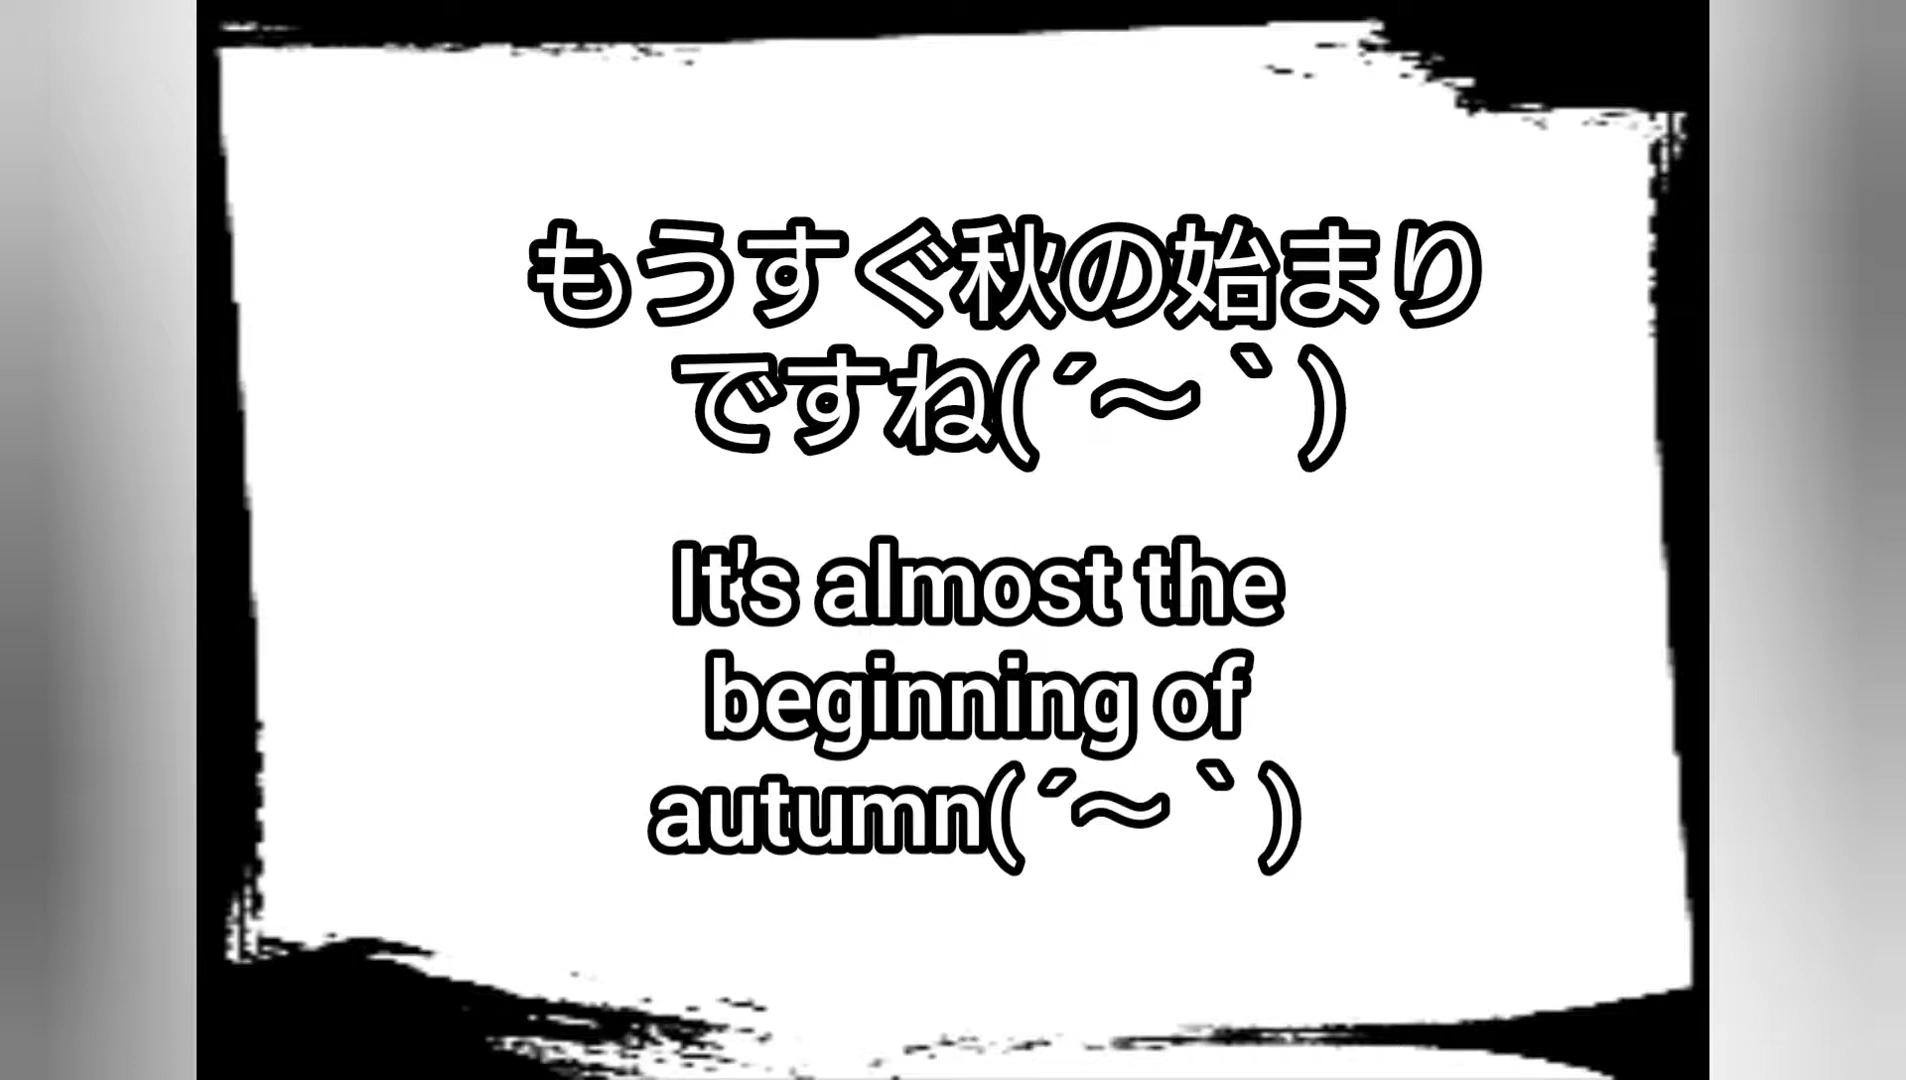 もうすぐ秋の始まり
ですね(´〜｀)
It's almost the
beginning of
autumn(´〜｀)